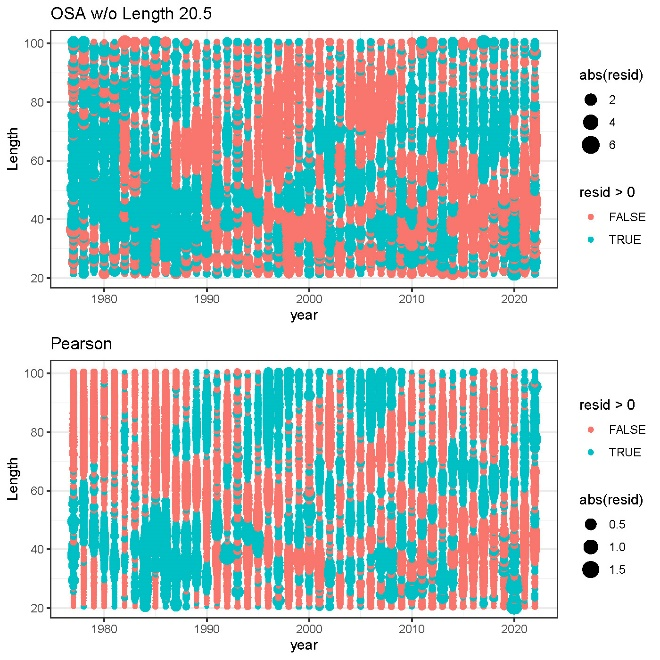 OSA w/o Length 20.5
100
80
60
40
20
Length
1980
1990
2000
2010
2020
year
abs(resid)
2
4
6
resid > 0
FALSE
TRUE
Pearson
100
80
60
40
20
Length
1980
1990
2000
2010
2020
year
resid > 0
FALSE
TRUE
abs(resid)
0.5
1.0
1.5